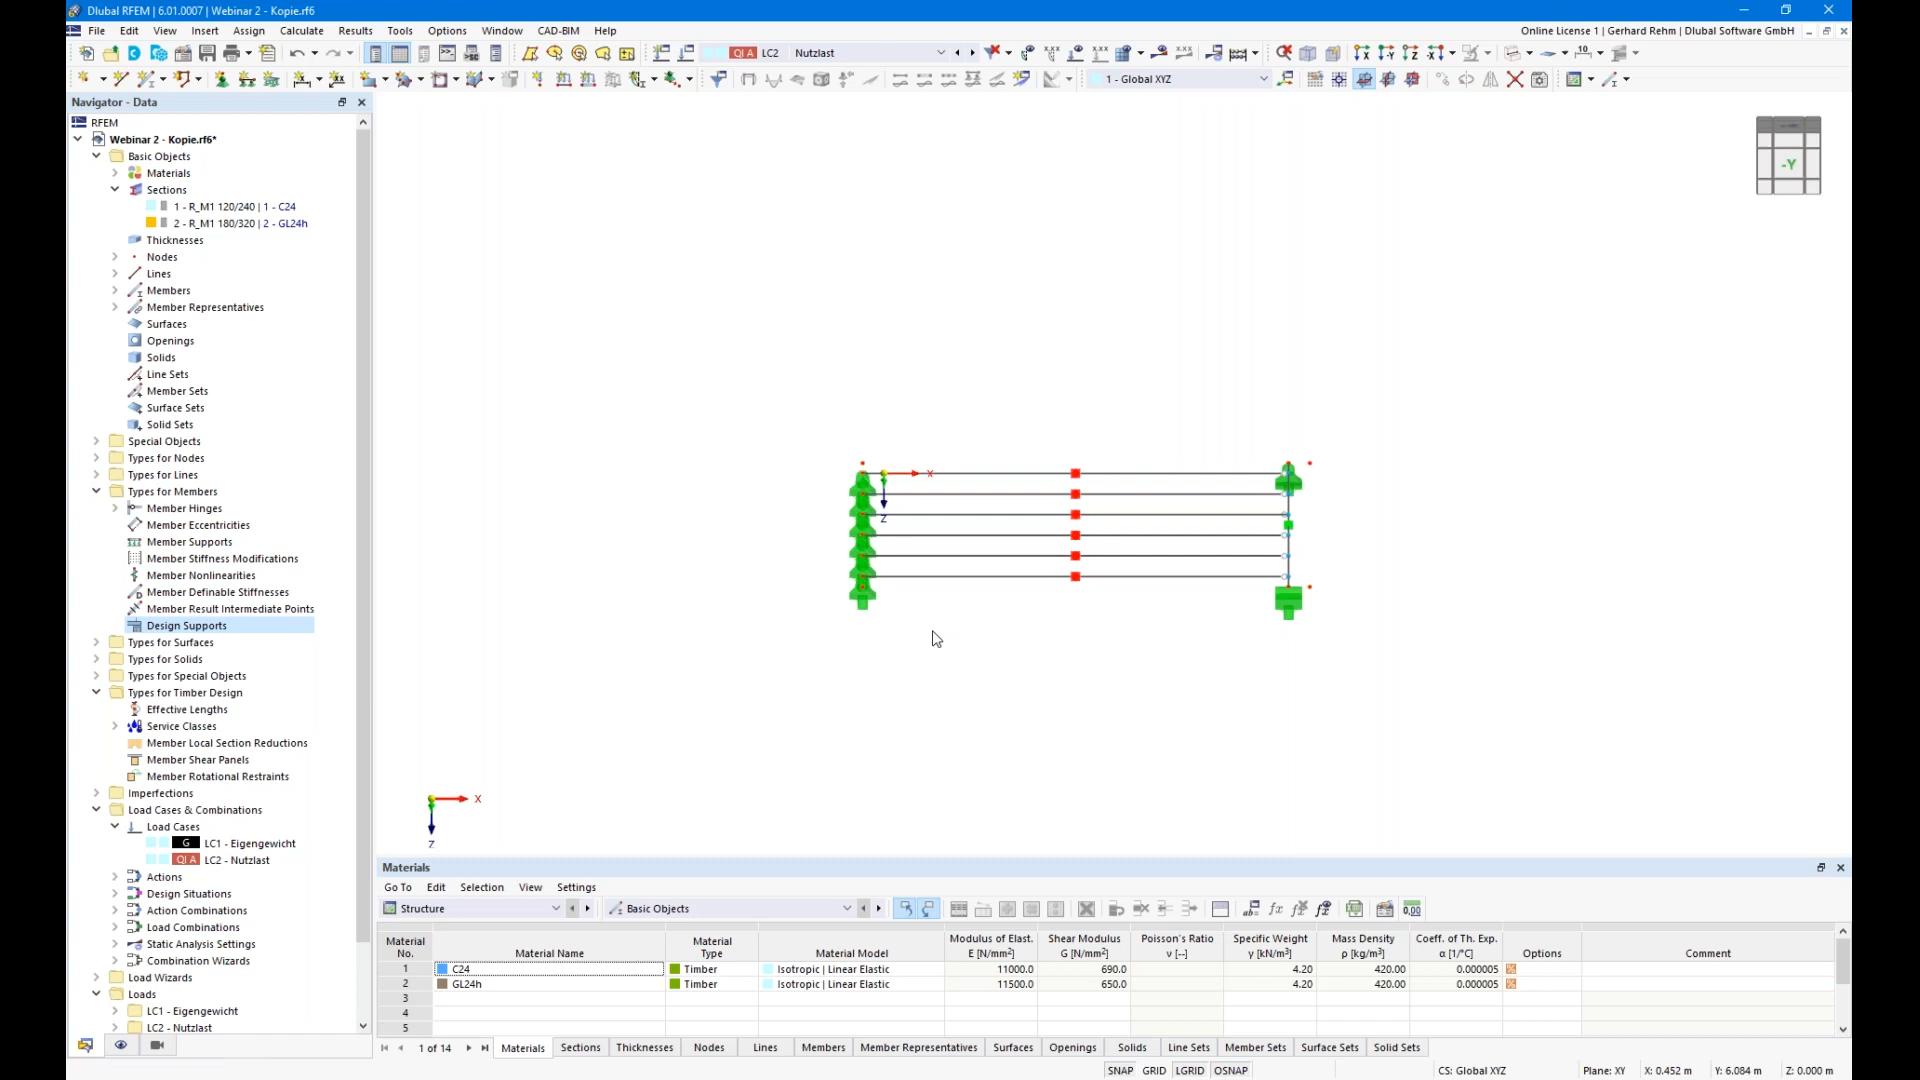 Dlubal RFEM | 6.01.0007 | Webinar 2 - Kopie.rf6
File Edit View Insert Assign Calculate Results Tools Options Window CAD-BIM Help
Online License 1 | Gerhard Rehm | Dlubal Software GmbH
QI A LC2 Nutzlast
1 - Global XYZ
Navigator - Data
RFEM
Webinar 2 - Kopie.rf6*
Basic Objects
Materials
Sections
1 - R_M1 120/240 | 1 - C24
2 - R_M1 180/320 | 2 - GL24h
Thicknesses
Nodes
Lines
Members
Member Representatives
Surfaces
Openings
Solids
Line Sets
Member Sets
Surface Sets
Solid Sets
Special Objects
Types for Nodes
Types for Lines
Types for Members
Member Hinges
Member Eccentricities
Member Supports
Member Stiffness Modifications
Member Nonlinearities
Member Definable Stiffnesses
Member Result Intermediate Points
Design Supports
Types for Surfaces
Types for Solids
Types for Special Objects
Types for Timber Design
Effective Lengths
Service Classes
Member Local Section Reductions
Member Shear Panels
Member Rotational Restraints
Imperfections
Load Cases & Combinations
Load Cases
G LC1 - Eigengewicht
QI A LC2 - Nutzlast
Actions
Design Situations
Action Combinations
Load Combinations
Static Analysis Settings
Combination Wizards
Load Wizards
Loads
LC1 - Eigengewicht
LC2 - Nutzlast
-Y
X
Z
X
Z
Materials
Go To Edit Selection View Settings
Structure Basic Objects
Material No. Material Name Material Type Material Model Modulus of Elast. E [N/mm²] Shear Modulus G [N/mm²] Poisson's Ratio ν [--] Specific Weight γ [kN/m³] Mass Density ρ [kg/m³] Coeff. of Th. Exp. α [1/°C] Options Comment
1 C24 Timber Isotropic | Linear Elastic 11000.0 690.0 4.20 420.00 0.000005
2 GL24h Timber Isotropic | Linear Elastic 11500.0 650.0 4.20 420.00 0.000005
3
4
5
1 of 14 Materials Sections Thicknesses Nodes Lines Members Member Representatives Surfaces Openings Solids Line Sets Member Sets Surface Sets Solid Sets
SNAP GRID LGRID OSNAP CS: Global XYZ Plane: XY X: 0.452 m Y: 6.084 m Z: 0.000 m